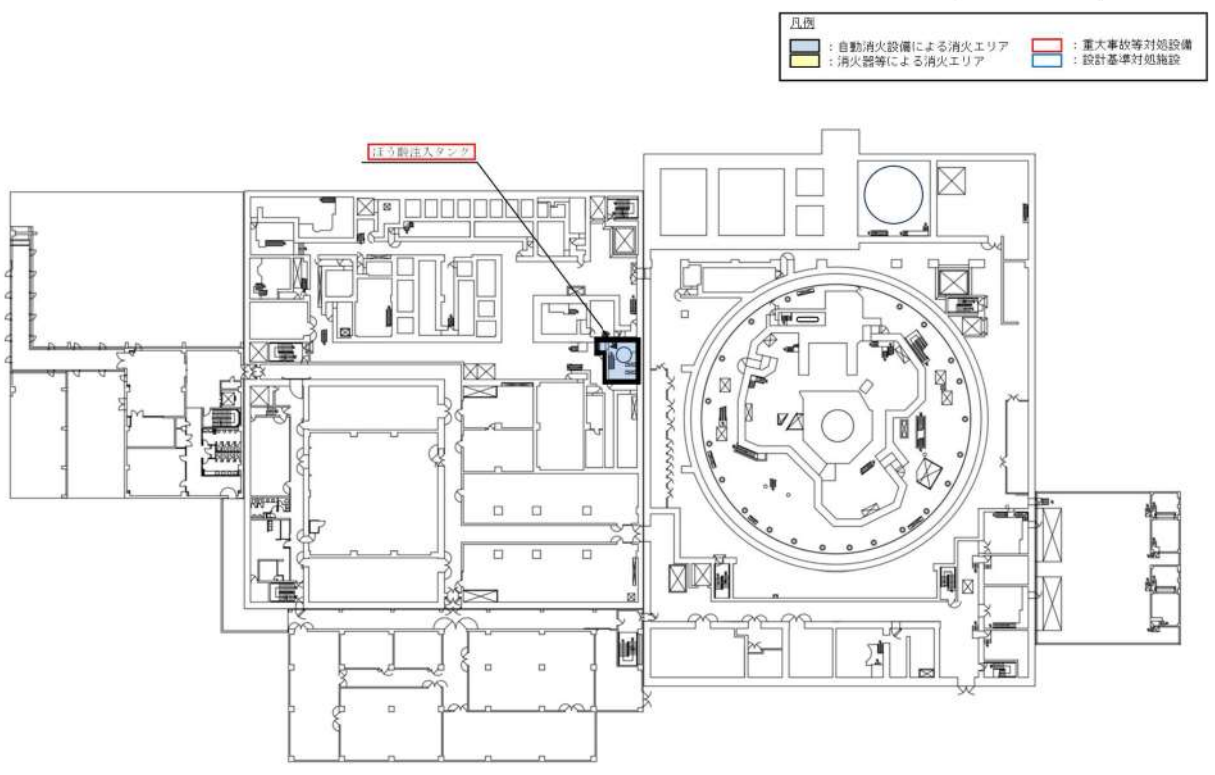 凡例
：自動消火設備による消火エリア
：消火器等による消火エリア
：重大事故等対処設備
：設計基準対処施設
ほう酸注入タンク